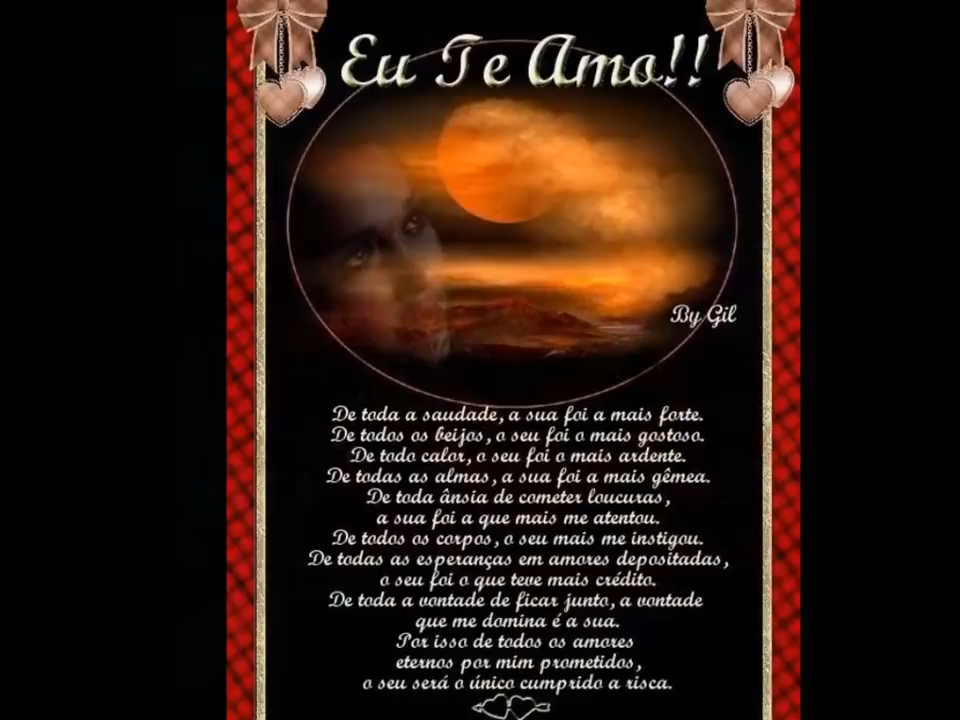 Eu Te Amo!!
By Gil
De toda a saudade, a sua foi a mais forte.
De todos os beijos, o seu foi o mais gostoso.
De todo calor, o seu foi o mais ardente.
De todas as almas, a sua foi a mais gêmea.
De toda ânsia de cometer loucuras,
a sua foi a que mais me atentou.
De todos os corpos, o seu mais me instigou.
De todas as esperanças em amores depositadas,
o seu foi o que teve mais crédito.
De toda a vontade de ficar junto, a vontade
que me domina é a sua.
Por isso de todos os amores
eternos por mim prometidos,
o seu será o único cumprido a risca.